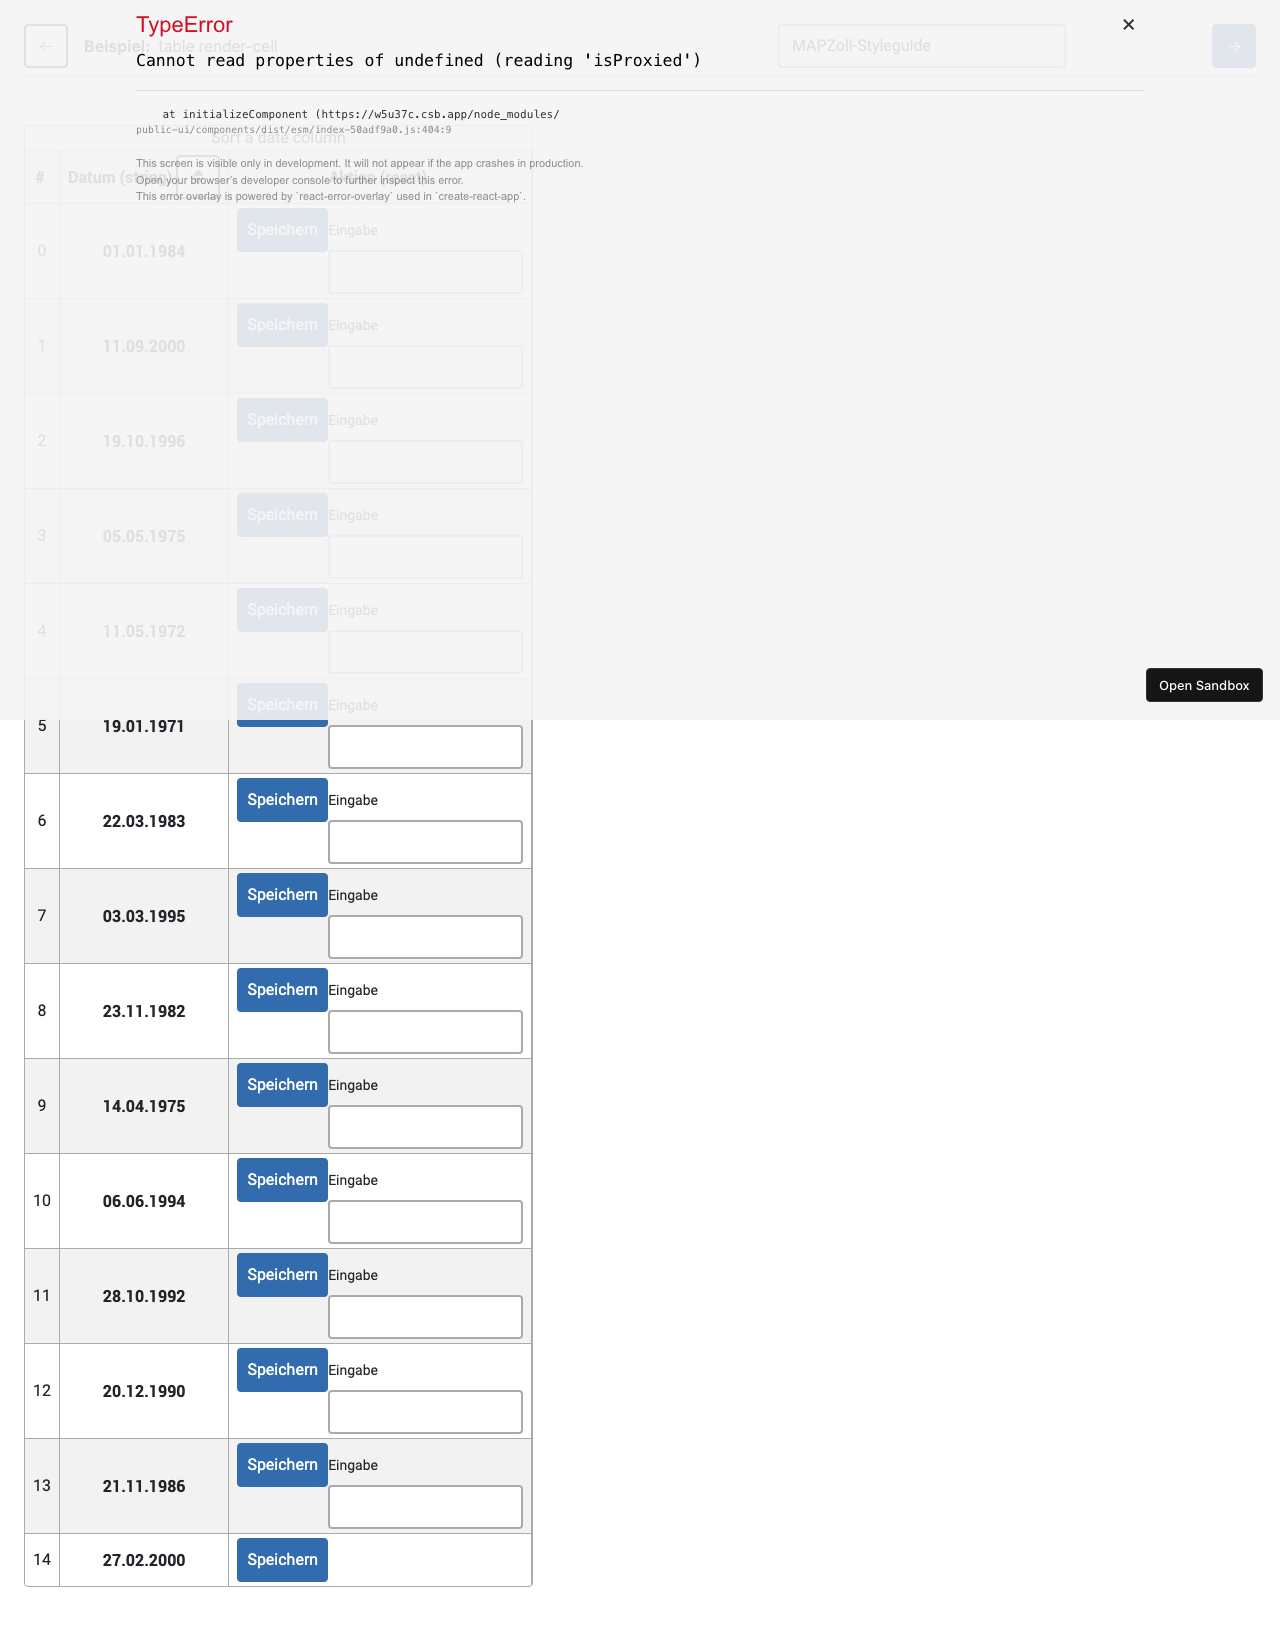 TypeError
✕
← Beispiel: table render-cell MAPZoll-Styleguide →
Cannot read properties of undefined (reading 'isProxied')
at initializeComponent (https://w5u37c.csb.app/node_modules/
public-ui/components/dist/esm/index-50adf9a0.js:404:9
Sort a date column
This screen is visible only in development. It will not appear if the app crashes in production.
Open your browser's developer console to further inspect this error.
This error overlay is powered by `react-error-overlay` used in `create-react-app`.
# Datum (string) Aktion (react)
0 01.01.1984 Speichern Eingabe
1 11.09.2000 Speichern Eingabe
2 19.10.1996 Speichern Eingabe
3 05.05.1975 Speichern Eingabe
4 11.05.1972 Speichern Eingabe
Open Sandbox
5 19.01.1971 Speichern Eingabe
6 22.03.1983 Speichern Eingabe
7 03.03.1995 Speichern Eingabe
8 23.11.1982 Speichern Eingabe
9 14.04.1975 Speichern Eingabe
10 06.06.1994 Speichern Eingabe
11 28.10.1992 Speichern Eingabe
12 20.12.1990 Speichern Eingabe
13 21.11.1986 Speichern Eingabe
14 27.02.2000 Speichern